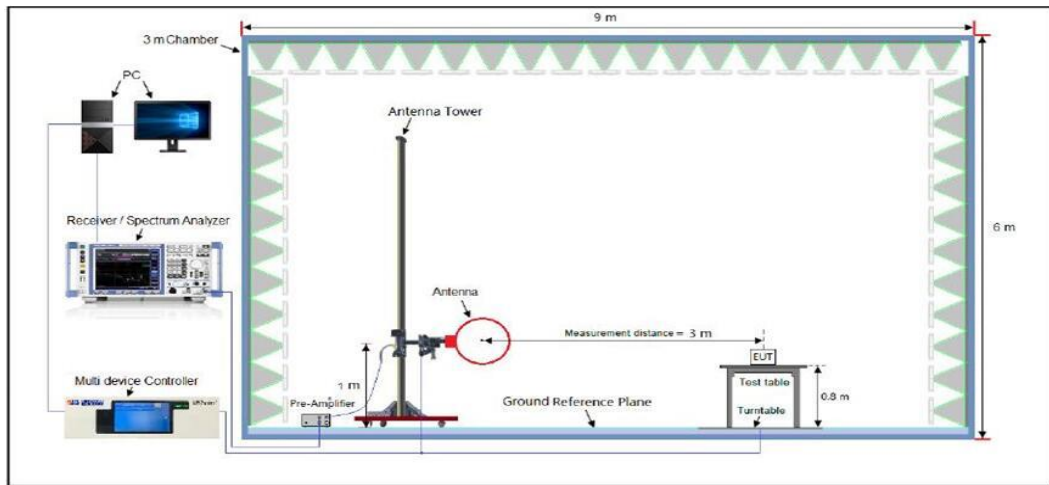 9 m
3 m Chamber
PC
Antenna Tower
Receiver / Spectrum Analyzer
6 m
Antenna
Measurement distance = 3 m
EUT
1 m
Multi device Controller
Test table
0.8 m
Pre-Amplifier
Ground Reference Plane
Turntable